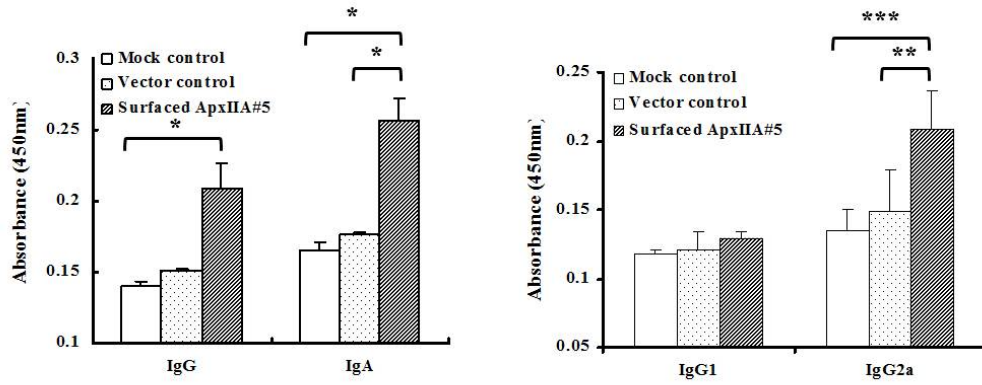 *
*
0.3
Mock control
Vector control
Surfaced ApxIIA#5
*
0.25
0.2
0.15
0.1
Absorbance (450nm)
IgG
IgA
***
**
0.25
Mock control
Vector control
Surfaced ApxIIA#5
0.2
0.15
0.1
0.05
Absorbance (450nm)
IgG1
IgG2a